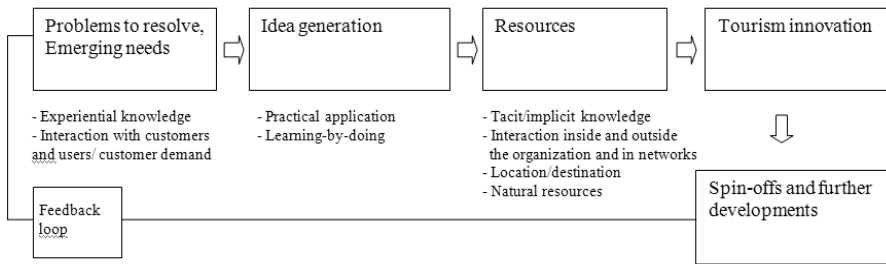 Problems to resolve,
Emerging needs
Idea generation
Resources
Tourism innovation
- Experiential knowledge
- Interaction with customers
and users/ customer demand
- Practical application
- Learning-by-doing
- Tacit/implicit knowledge
- Interaction inside and outside
the organization and in networks
- Location/destination
- Natural resources
Spin-offs and further
developments
Feedback
loop